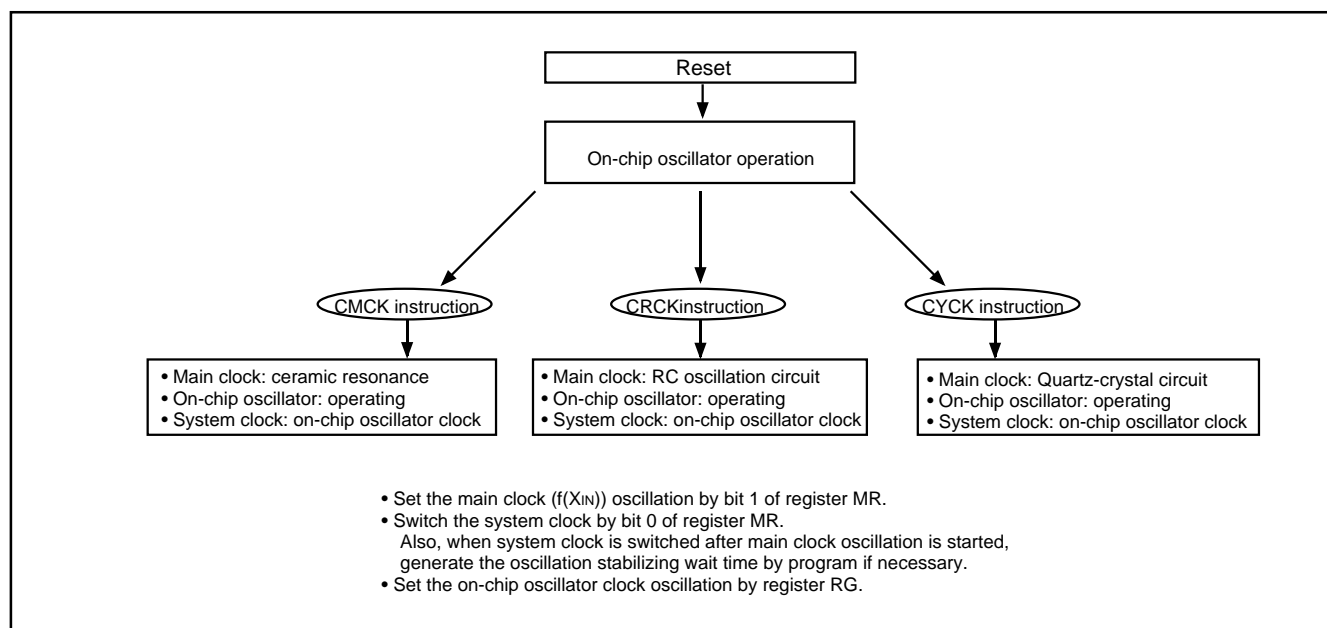 Reset
On-chip oscillator operation
CMCK instruction
CRCKinstruction
CYCK instruction
• Main clock: ceramic resonance
• On-chip oscillator: operating
• System clock: on-chip oscillator clock
• Main clock: RC oscillation circuit
• On-chip oscillator: operating
• System clock: on-chip oscillator clock
• Main clock: Quartz-crystal circuit
• On-chip oscillator: operating
• System clock: on-chip oscillator clock
• Set the main clock (f(XIN)) oscillation by bit 1 of register MR.
• Switch the system clock by bit 0 of register MR.
Also, when system clock is switched after main clock oscillation is started,
generate the oscillation stabilizing wait time by program if necessary.
• Set the on-chip oscillator clock oscillation by register RG.